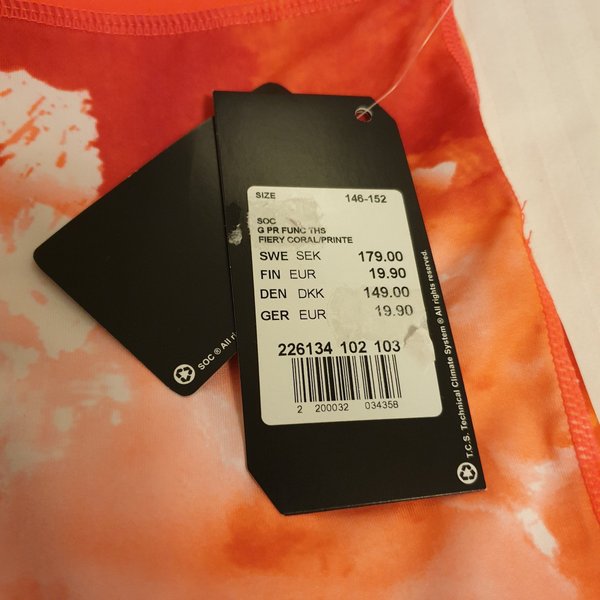 SIZE 146-152
SOC
G PR FUNC THS
FIERY CORAL/PRINTE
SWE SEK 179.00
FIN EUR 19.90
DEN DKK 149.00
GER EUR 19.90
226134 102 103
2 200032 034358
T.C.S. Technical Climate System ® All rights reserved.
SOC ® All